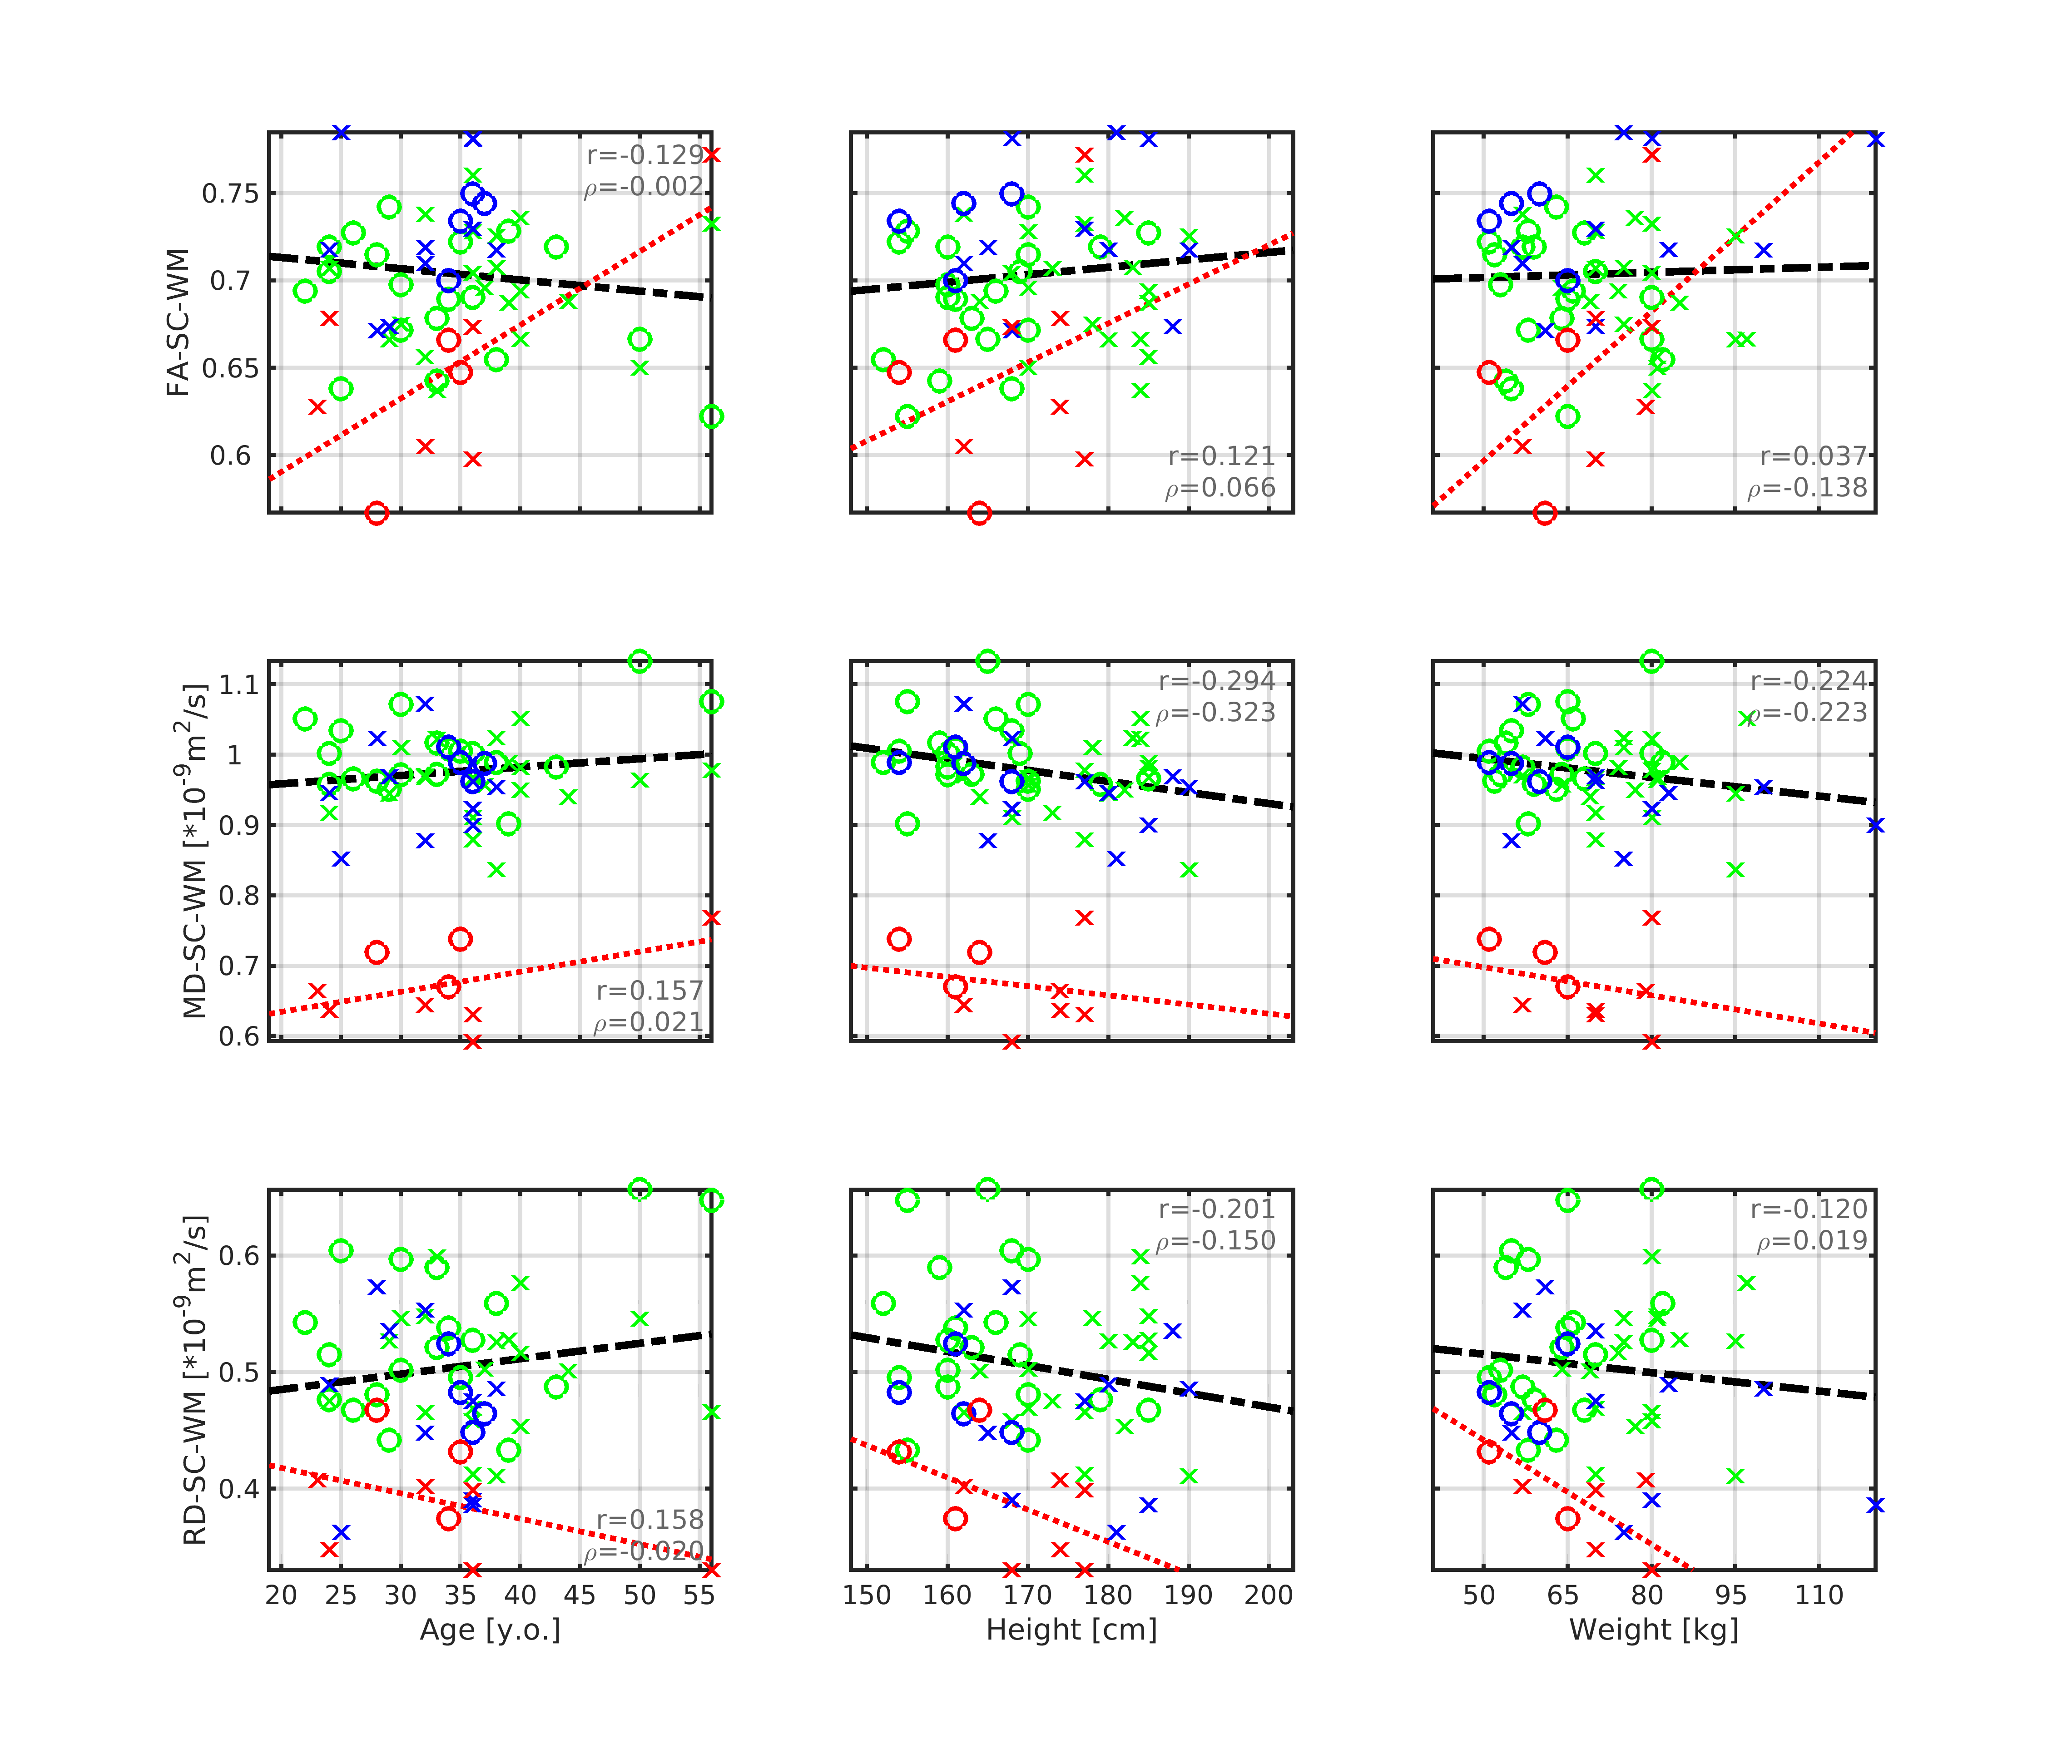 r=-0.129
ρ=-0.002
0.75
0.7
0.65
0.6
FA-SC-WM
r=0.121
ρ=0.066
r=0.037
ρ=-0.138
1.1
1
0.9
0.8
0.7
0.6
MD-SC-WM [*10-9m2/s]
r=0.157
ρ=0.021
r=-0.294
ρ=-0.323
r=-0.224
ρ=-0.223
0.6
0.5
0.4
RD-SC-WM [*10-9m2/s]
r=0.158
ρ=-0.020
r=-0.201
ρ=-0.150
r=-0.120
ρ=0.019
20 25 30 35 40 45 50 55
Age [y.o.]
150 160 170 180 190 200
Height [cm]
50 65 80 95 110
Weight [kg]